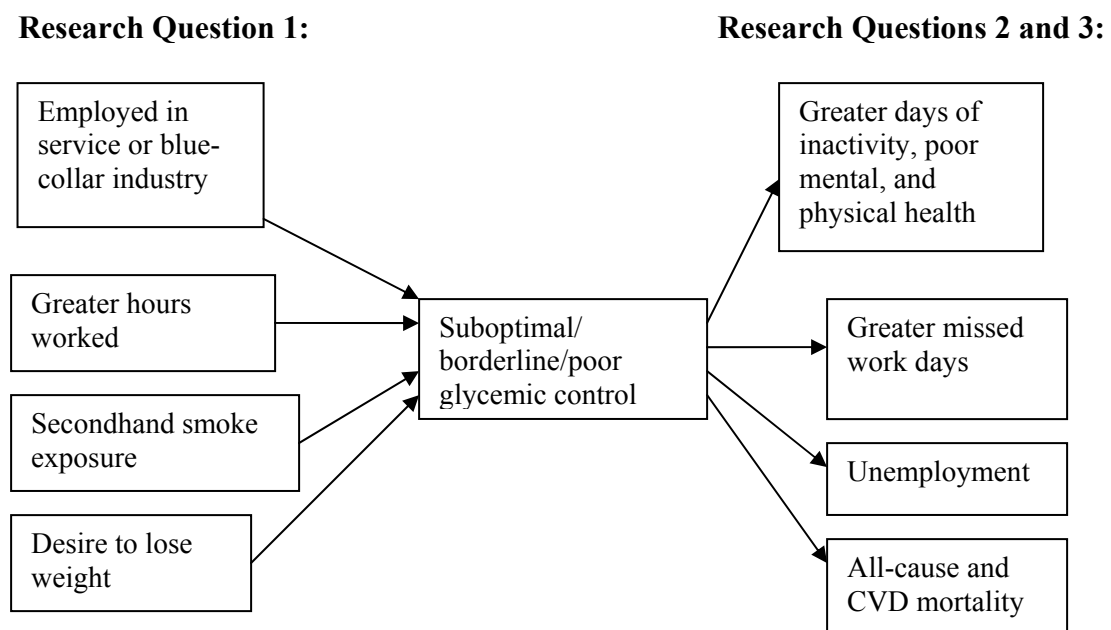 Research Question 1:
Research Questions 2 and 3:
Employed in
service or blue-
collar industry
Greater hours
worked
Secondhand smoke
exposure
Desire to lose
weight
Suboptimal/
borderline/poor
glycemic control
Greater days of
inactivity, poor
mental, and
physical health
Greater missed
work days
Unemployment
All-cause and
CVD mortality